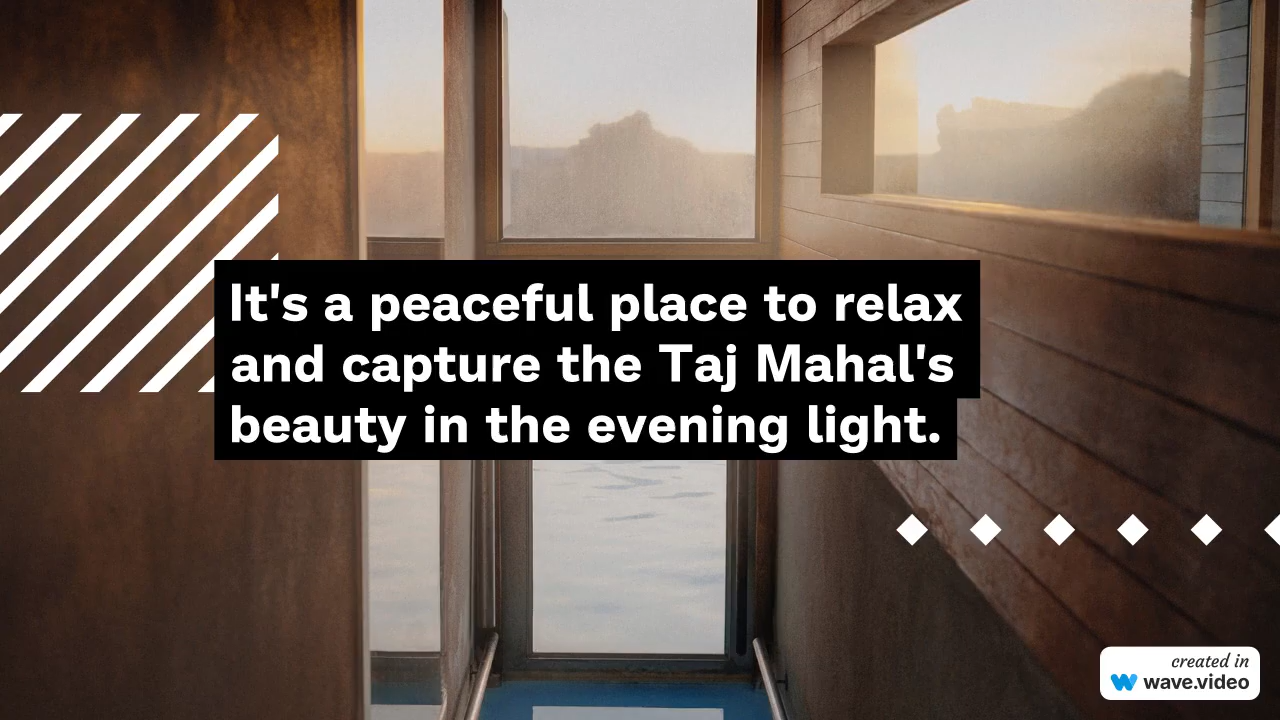 It's a peaceful place to relax
and capture the Taj Mahal's
beauty in the evening light.
created in
wave.video